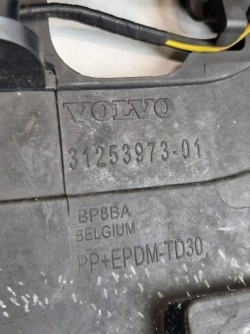 VOLVO
31253973-01
BP8BA
BELGIUM
PP+EPDM-TD30